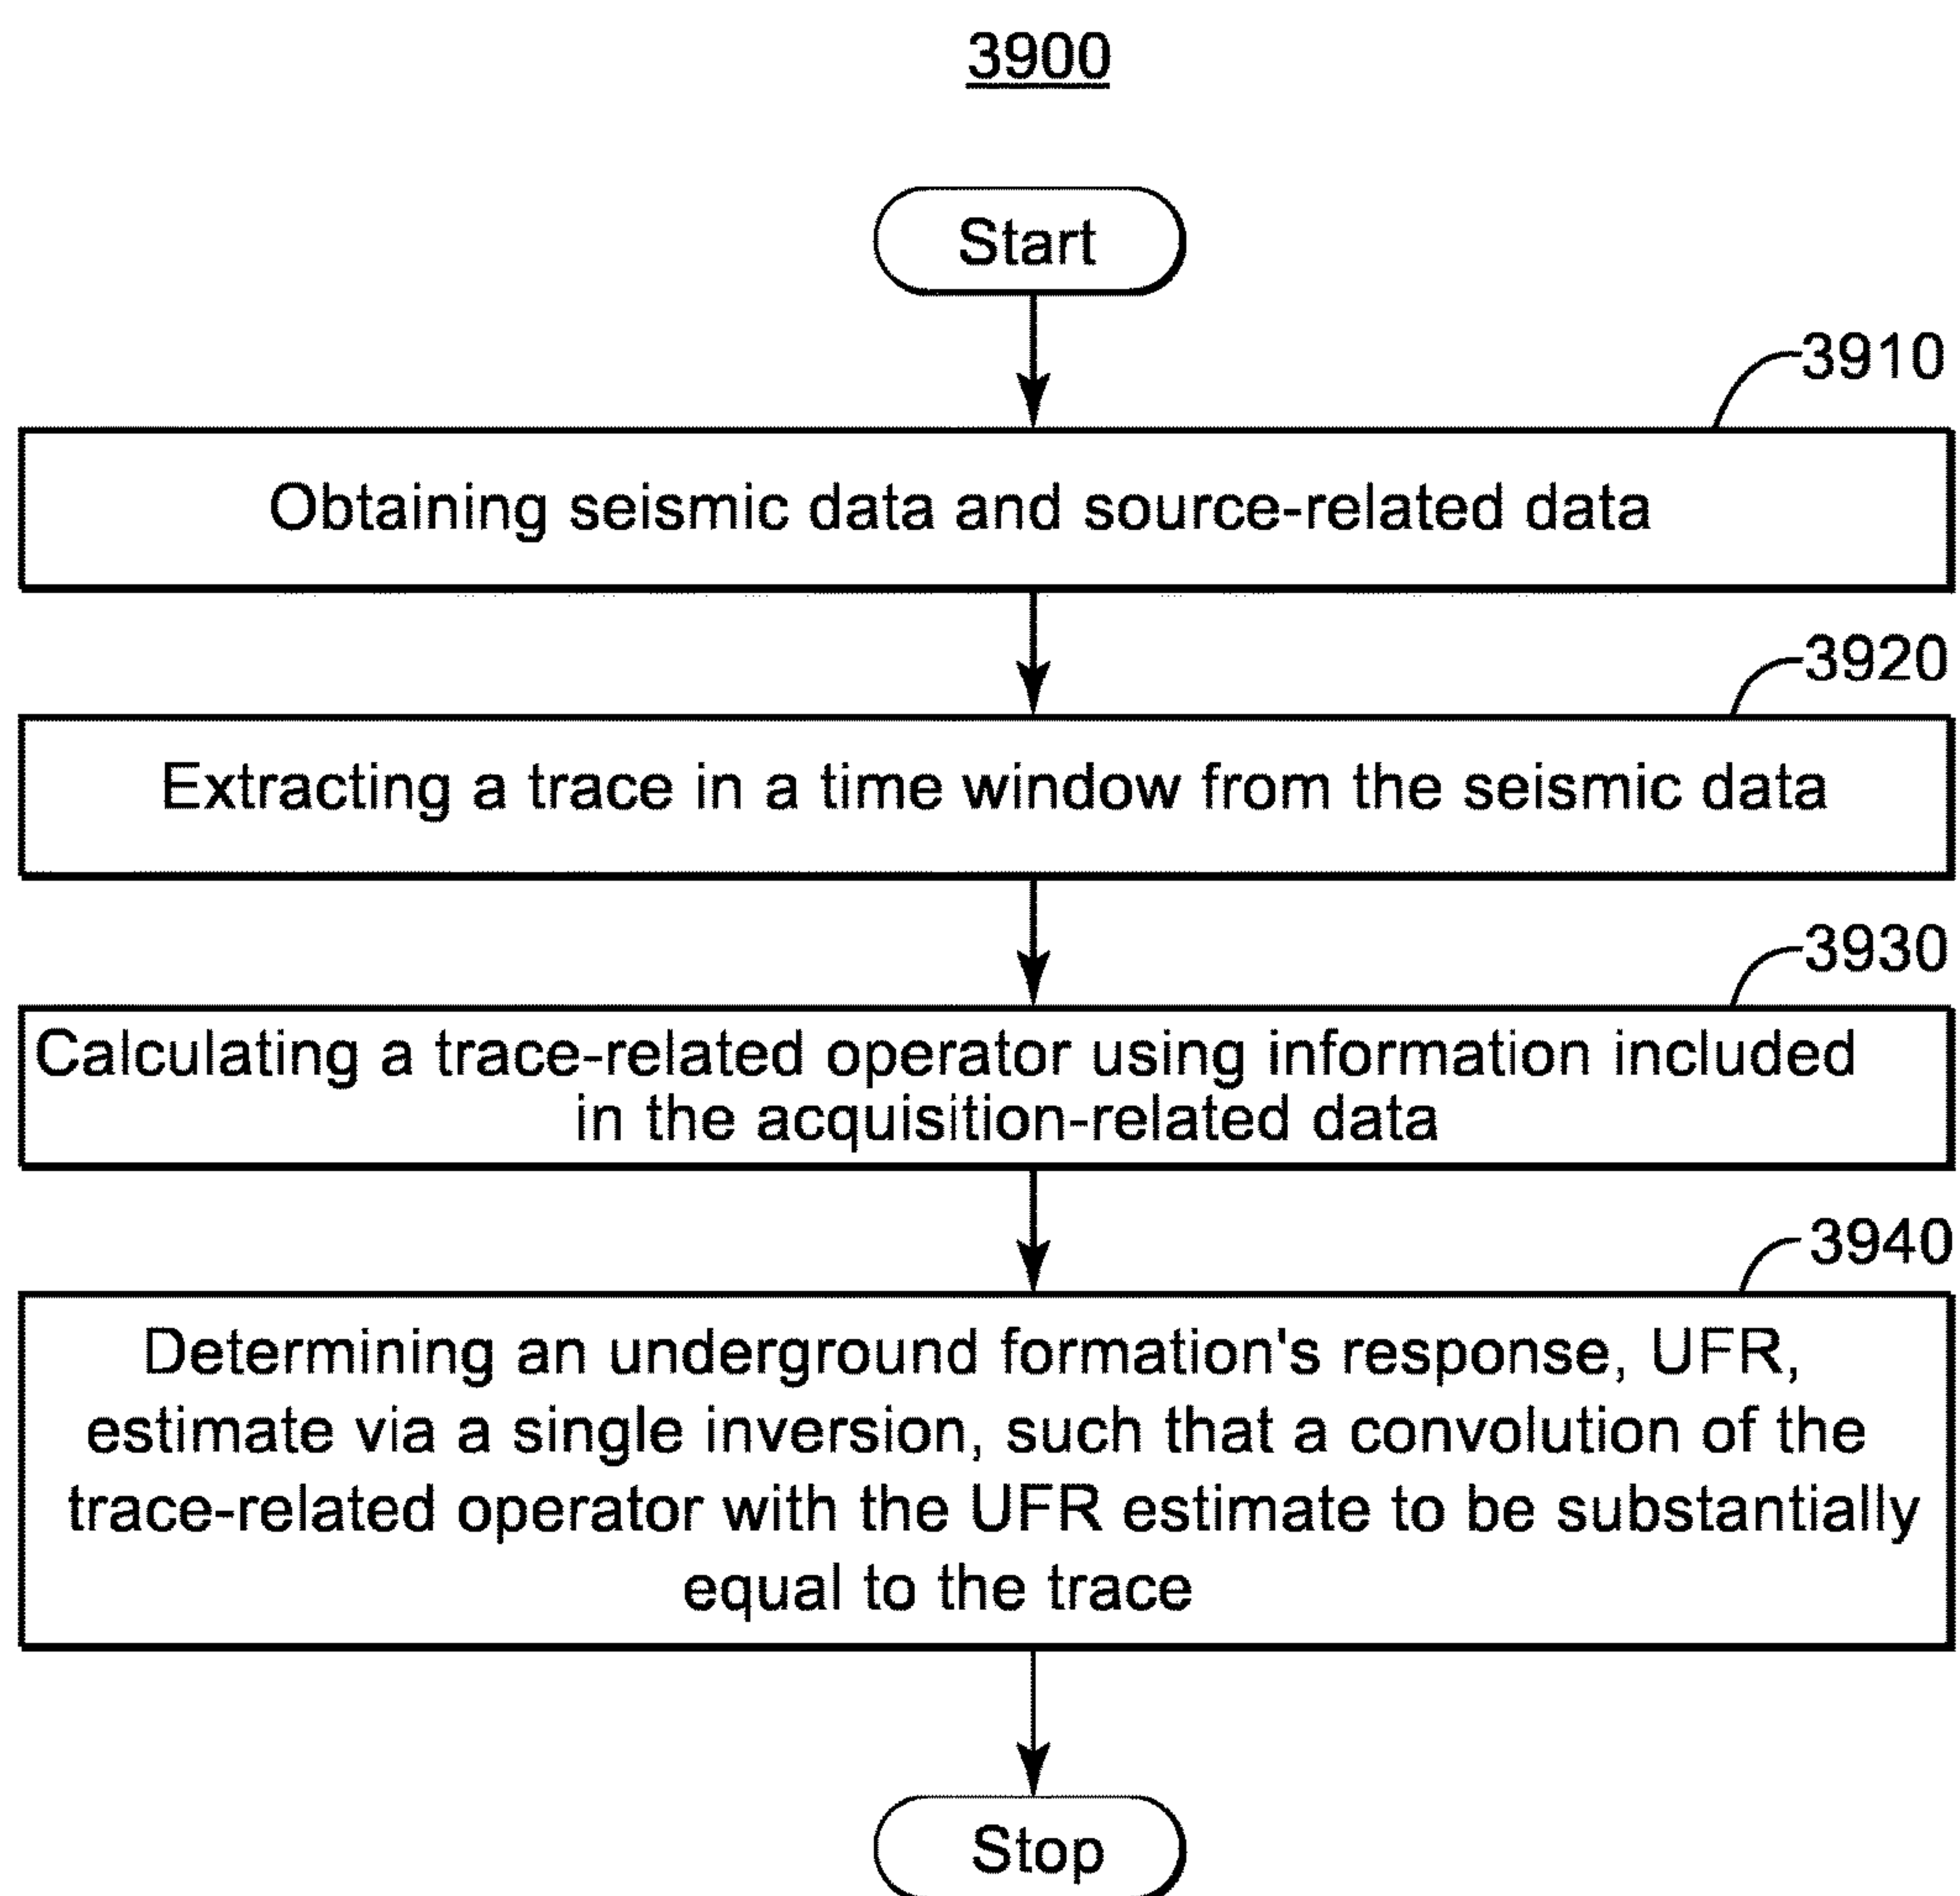 3900
Start
3910
Obtaining seismic data and source-related data
3920
Extracting a trace in a time window from the seismic data
3930
Calculating a trace-related operator using information included
in the acquisition-related data
3940
Determining an underground formation's response, UFR,
estimate via a single inversion, such that a convolution of the
trace-related operator with the UFR estimate to be substantially
equal to the trace
Stop